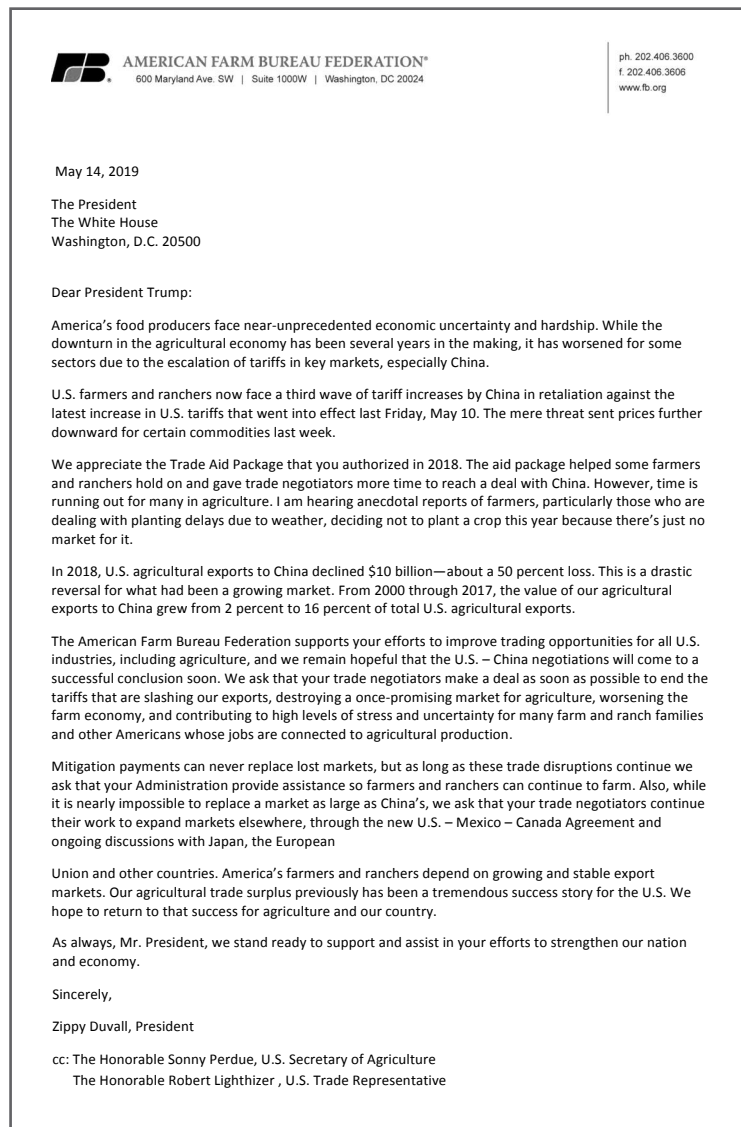 AMERICAN FARM BUREAU FEDERATION®
600 Maryland Ave. SW | Suite 1000W | Washington, DC 20024
ph. 202.406.3600
f. 202.406.3606
www.fb.org
May 14, 2019
The President
The White House
Washington, D.C. 20500
Dear President Trump:
America’s food producers face near-unprecedented economic uncertainty and hardship. While the
downturn in the agricultural economy has been several years in the making, it has worsened for some
sectors due to the escalation of tariffs in key markets, especially China.
U.S. farmers and ranchers now face a third wave of tariff increases by China in retaliation against the
latest increase in U.S. tariffs that went into effect last Friday, May 10. The mere threat sent prices further
downward for certain commodities last week.
We appreciate the Trade Aid Package that you authorized in 2018. The aid package helped some farmers
and ranchers hold on and gave trade negotiators more time to reach a deal with China. However, time is
running out for many in agriculture. I am hearing anecdotal reports of farmers, particularly those who are
dealing with planting delays due to weather, deciding not to plant a crop this year because there’s just no
market for it.
In 2018, U.S. agricultural exports to China declined $10 billion—about a 50 percent loss. This is a drastic
reversal for what had been a growing market. From 2000 through 2017, the value of our agricultural
exports to China grew from 2 percent to 16 percent of total U.S. agricultural exports.
The American Farm Bureau Federation supports your efforts to improve trading opportunities for all U.S.
industries, including agriculture, and we remain hopeful that the U.S. – China negotiations will come to a
successful conclusion soon. We ask that your trade negotiators make a deal as soon as possible to end the
tariffs that are slashing our exports, destroying a once-promising market for agriculture, worsening the
farm economy, and contributing to high levels of stress and uncertainty for many farm and ranch families
and other Americans whose jobs are connected to agricultural production.
Mitigation payments can never replace lost markets, but as long as these trade disruptions continue we
ask that your Administration provide assistance so farmers and ranchers can continue to farm. Also, while
it is nearly impossible to replace a market as large as China’s, we ask that your trade negotiators continue
their work to expand markets elsewhere, through the new U.S. – Mexico – Canada Agreement and
ongoing discussions with Japan, the European
Union and other countries. America’s farmers and ranchers depend on growing and stable export
markets. Our agricultural trade surplus previously has been a tremendous success story for the U.S. We
hope to return to that success for agriculture and our country.
As always, Mr. President, we stand ready to support and assist in your efforts to strengthen our nation
and economy.
Sincerely,
Zippy Duvall, President
cc: The Honorable Sonny Perdue, U.S. Secretary of Agriculture
The Honorable Robert Lighthizer , U.S. Trade Representative